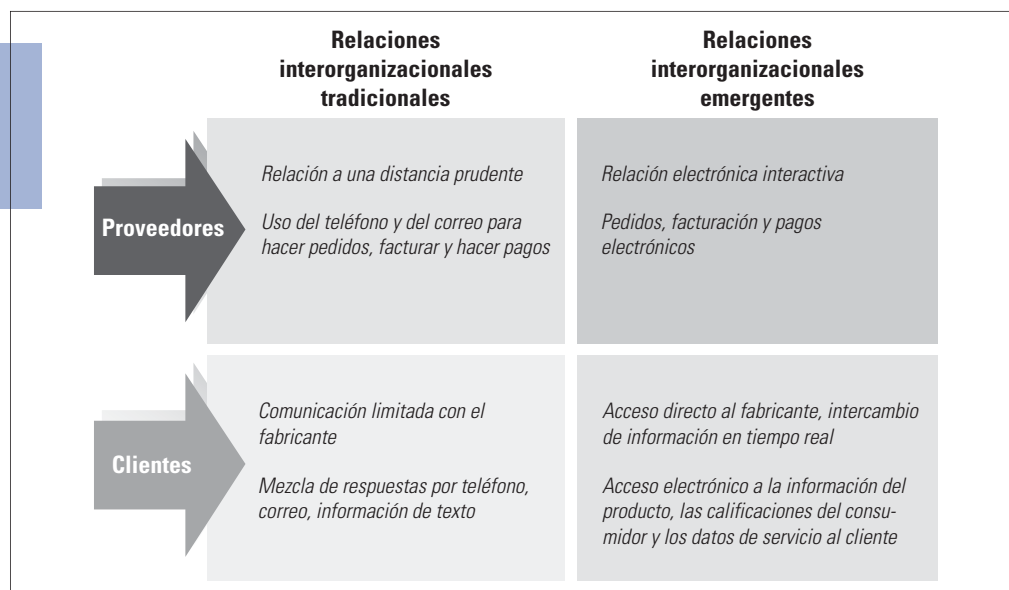 Relaciones
interorganizacionales
tradicionales
Relaciones
interorganizacionales
emergentes
Proveedores
Relación a una distancia prudente
Uso del teléfono y del correo para
hacer pedidos, facturar y hacer pagos
Relación electrónica interactiva
Pedidos, facturación y pagos
electrónicos
Clientes
Comunicación limitada con el
fabricante
Mezcla de respuestas por teléfono,
correo, información de texto
Acceso directo al fabricante, intercambio
de información en tiempo real
Acceso electrónico a la información del
producto, las calificaciones del consu-
midor y los datos de servicio al cliente